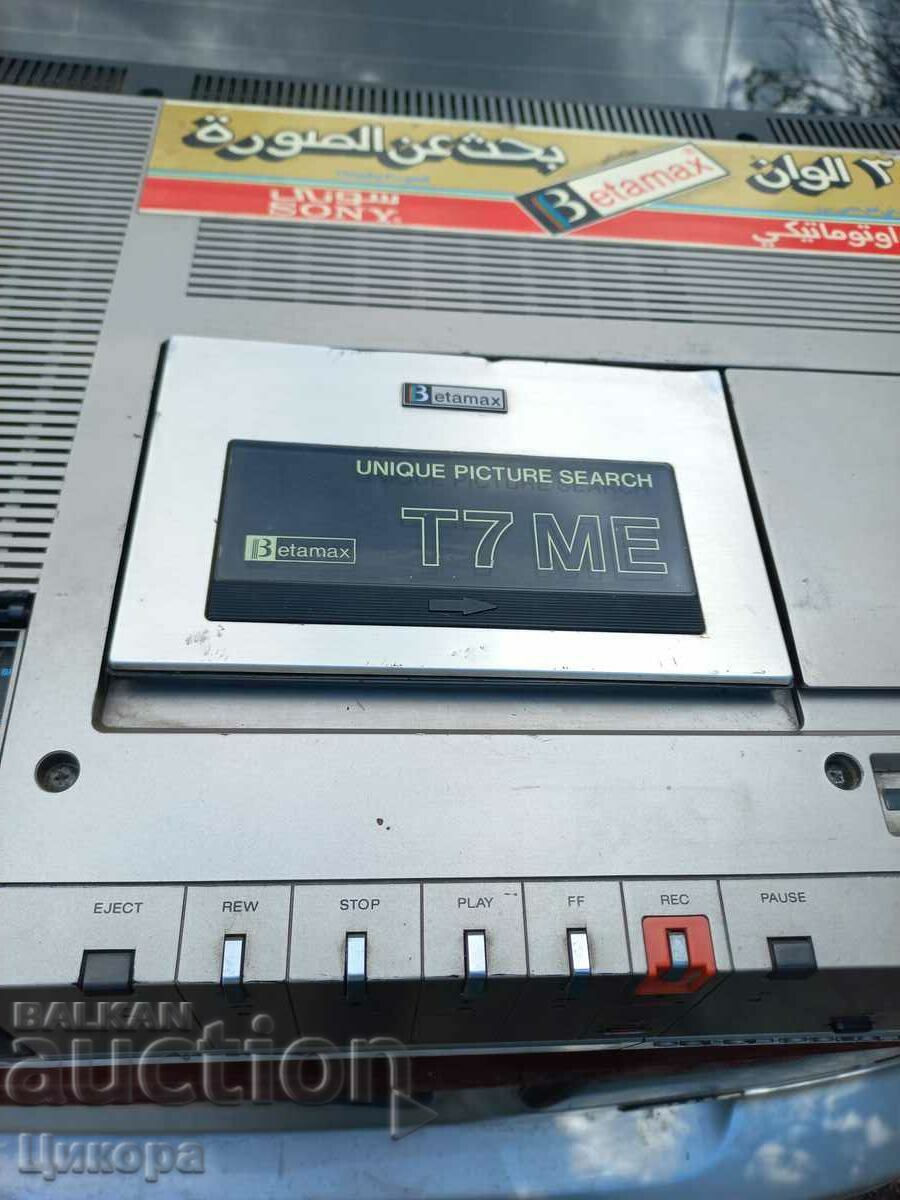 بحث عن الصورة
٣ الوان
Betamax
سوني
SONY
اوتوماتيكي
Betamax
UNIQUE PICTURE SEARCH
Betamax
T7 ME
EJECT
REW
STOP
PLAY
FF
REC
PAUSE
BALKAN
auction
Цикора